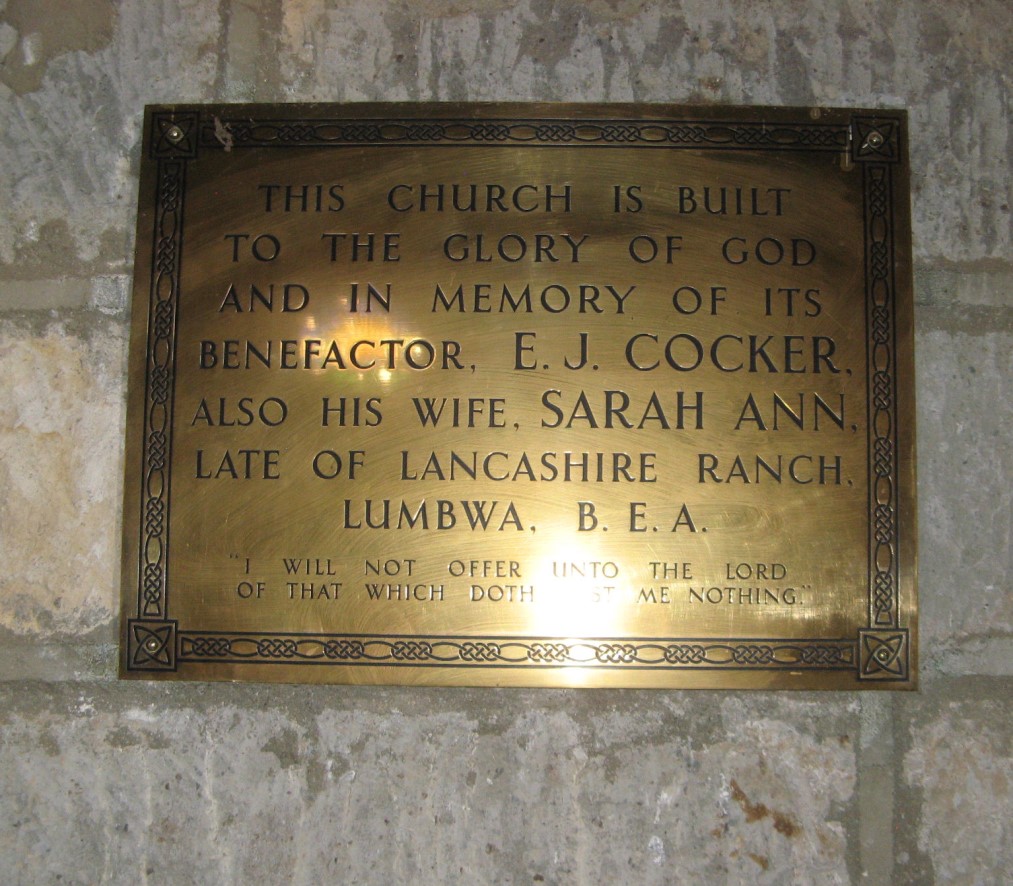 THIS CHURCH IS BUILT
TO THE GLORY OF GOD
AND IN MEMORY OF ITS
BENEFACTOR, E. J. COCKER,
ALSO HIS WIFE, SARAH ANN,
LATE OF LANCASHIRE RANCH,
LUMBWA, B. E. A.
"I WILL NOT OFFER UNTO THE LORD
OF THAT WHICH DOTH ME NOTHING."